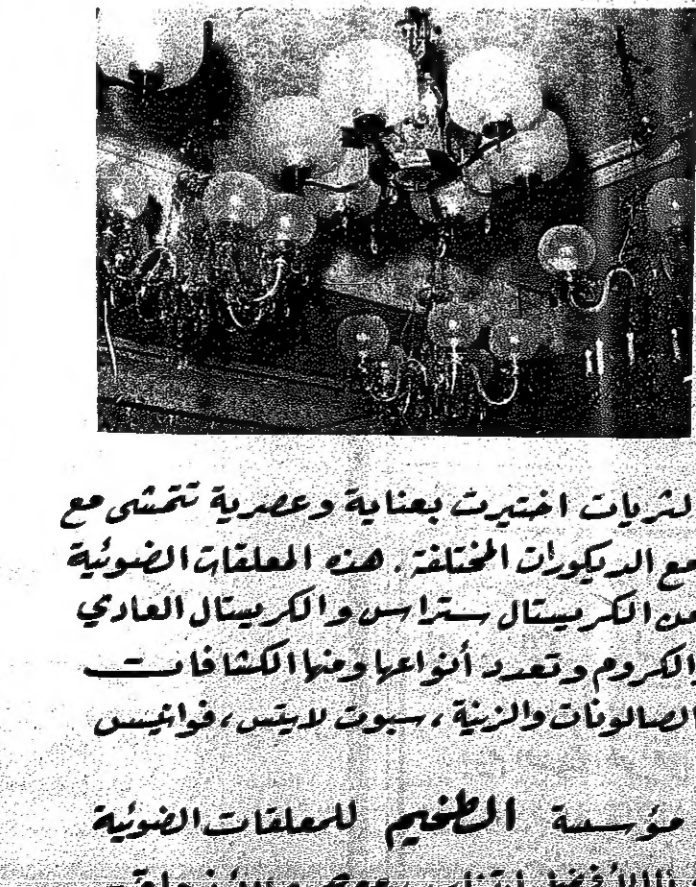 لثريات اختيرت بعناية وعصرية تتمشى مع
مع الديكورات المختلفة. هذه المعلقات الضوئية
من الكريستال ستراس والكريستال العادي
الكروم وتعدد أنواعها ومنها الكشافات
الصالونات والزينة، سبوت لايتس، فوانيس
مؤسسة الطخيم للمعلقات الضوئية